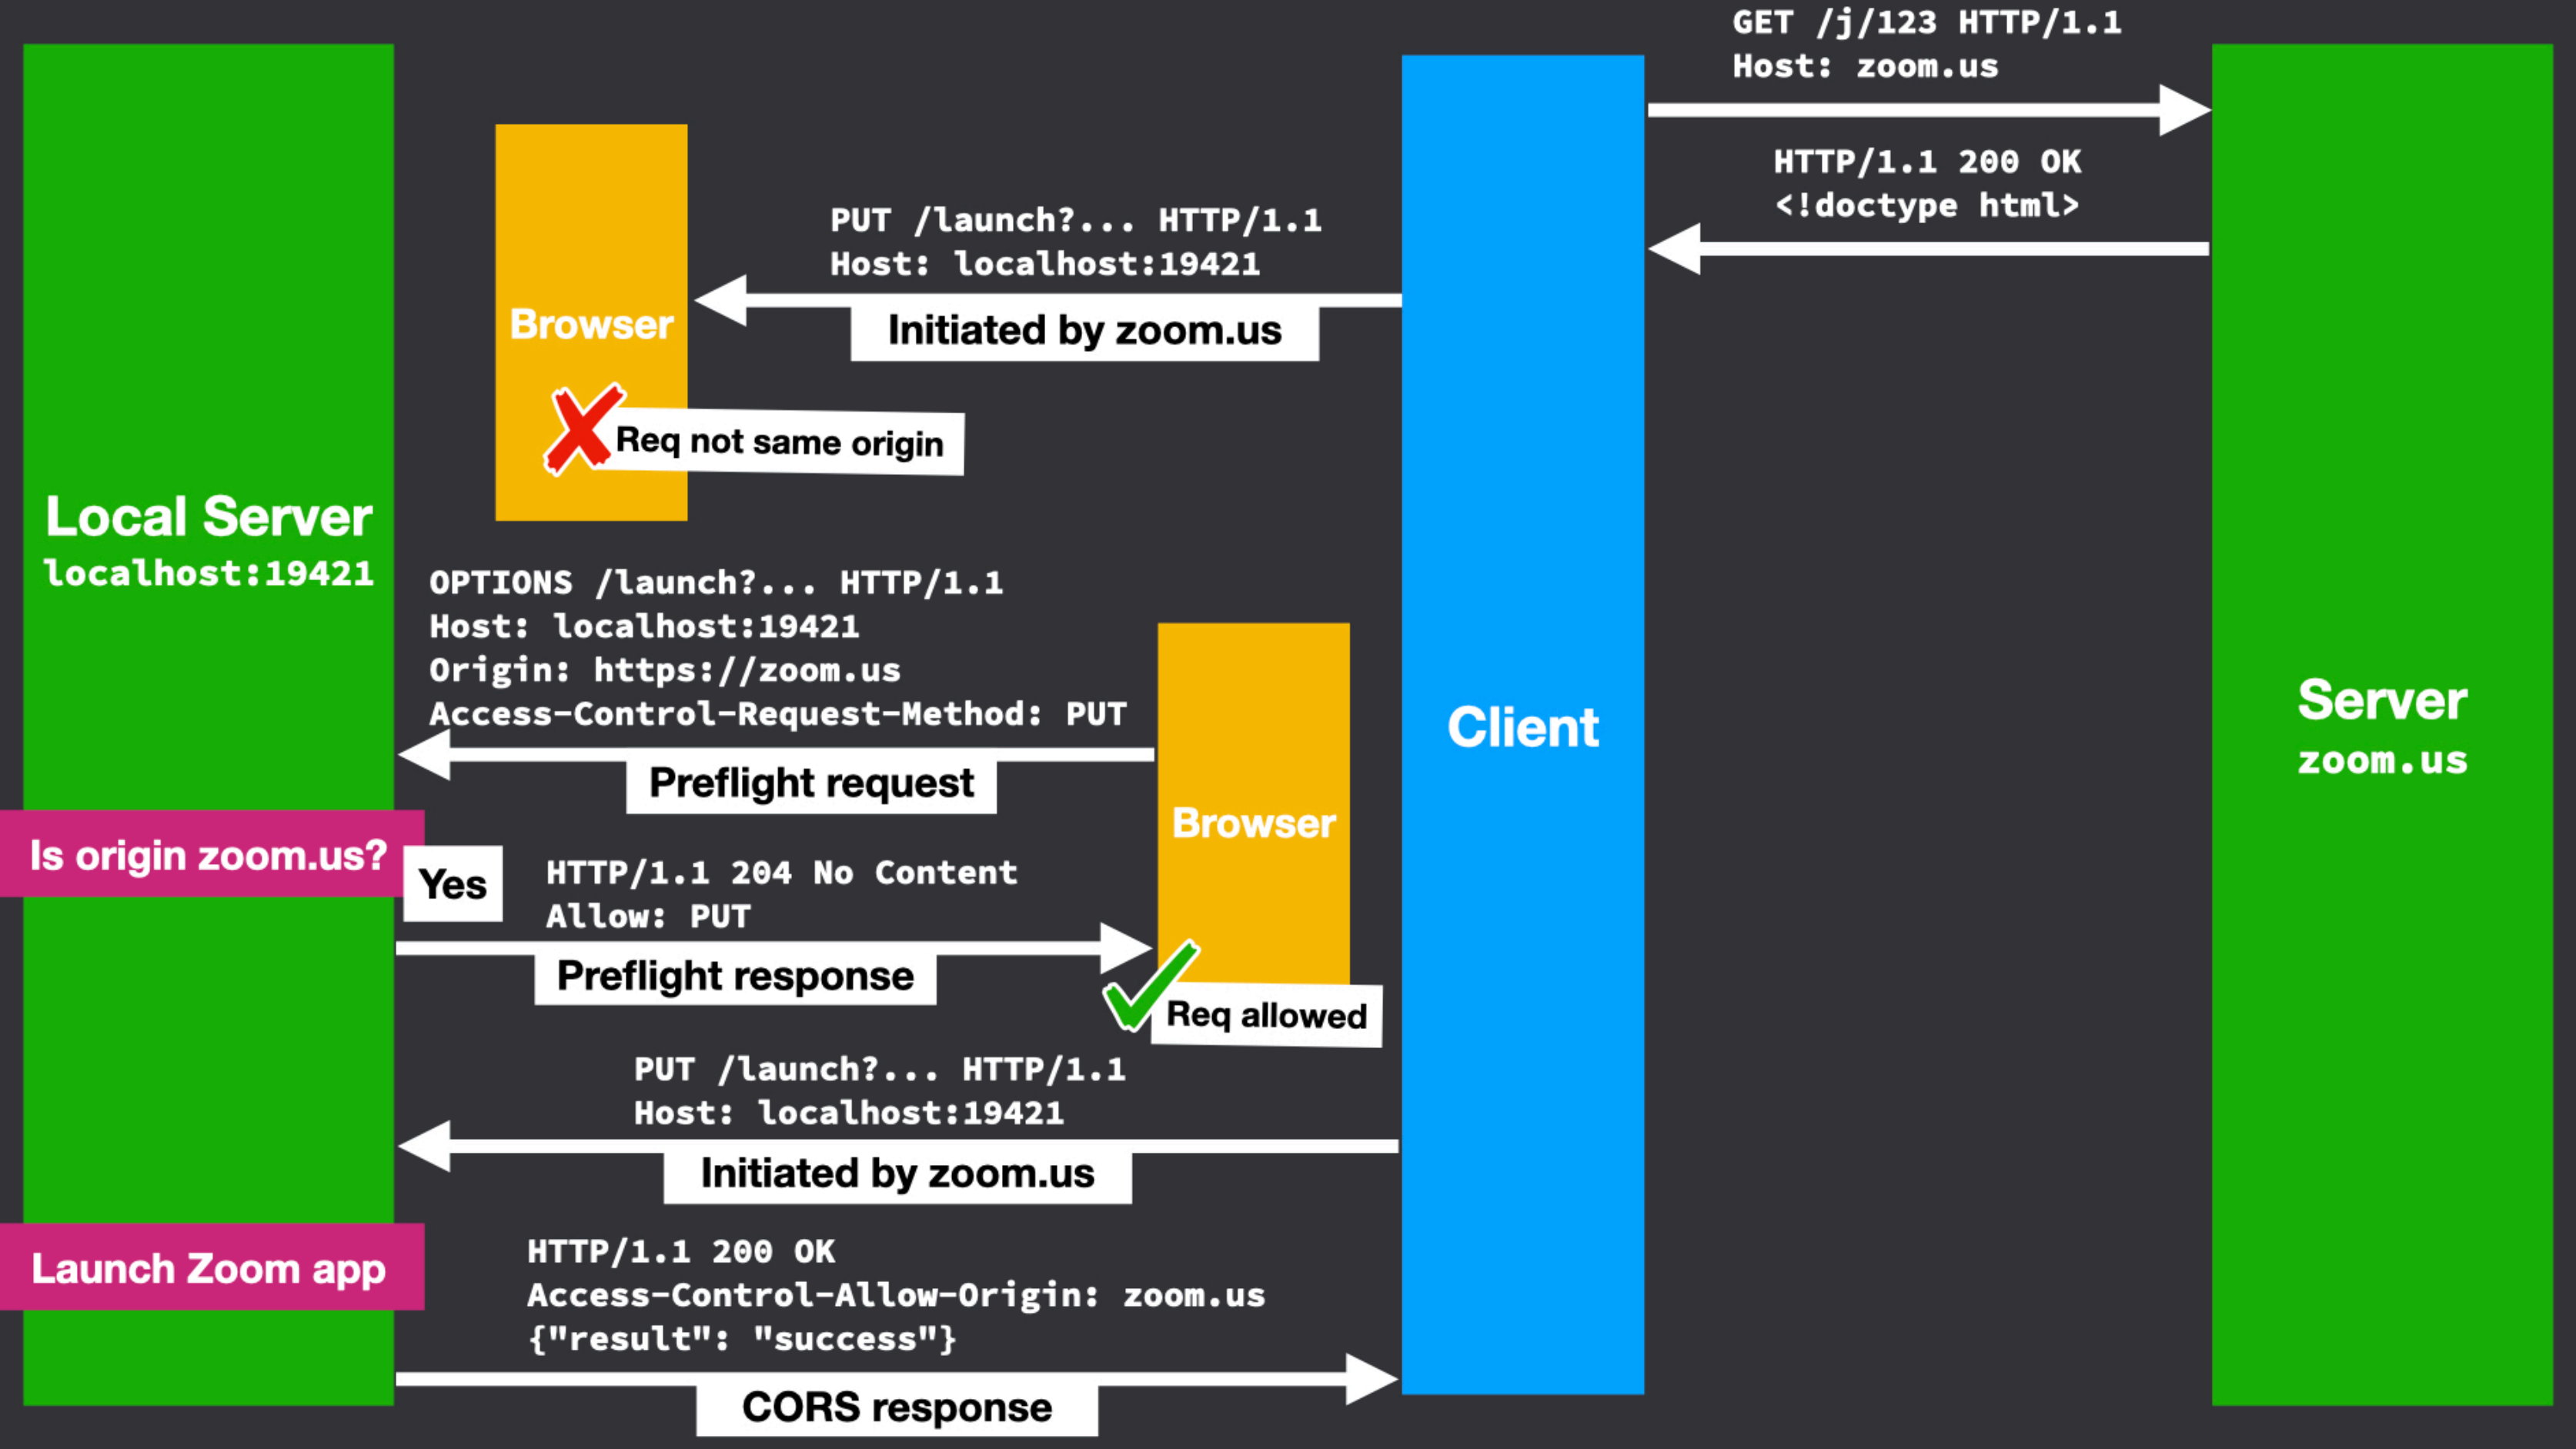 GET /j/123 HTTP/1.1
Host: zoom.us
HTTP/1.1 200 OK
<!doctype html>
PUT /launch?... HTTP/1.1
Host: localhost:19421
Initiated by zoom.us
Browser
Req not same origin
Local Server
localhost:19421
OPTIONS /launch?... HTTP/1.1
Host: localhost:19421
Origin: https://zoom.us
Access-Control-Request-Method: PUT
Preflight request
Browser
Client
Server
zoom.us
Is origin zoom.us?
Yes
HTTP/1.1 204 No Content
Allow: PUT
Preflight response
Req allowed
PUT /launch?... HTTP/1.1
Host: localhost:19421
Initiated by zoom.us
Launch Zoom app
HTTP/1.1 200 OK
Access-Control-Allow-Origin: zoom.us
{"result": "success"}
CORS response